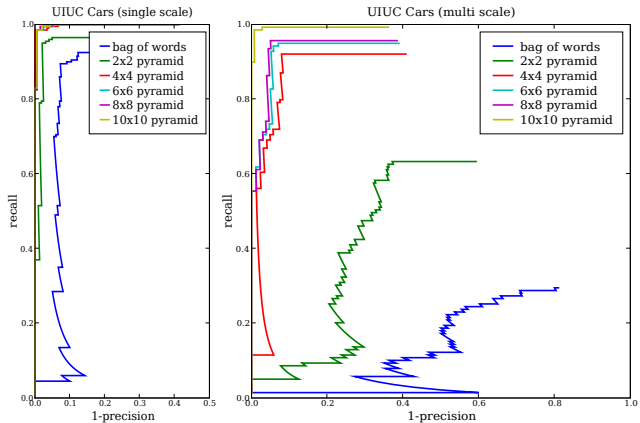 UIUC Cars (single scale)
1.0
0.8
0.6
0.4
0.2
0.0
recall
bag of words
2x2 pyramid
4x4 pyramid
6x6 pyramid
8x8 pyramid
10x10 pyramid
0.0 0.1 0.2 0.3 0.4 0.5
1-precision
UIUC Cars (multi scale)
1.0
0.8
0.6
0.4
0.2
0.0
recall
bag of words
2x2 pyramid
4x4 pyramid
6x6 pyramid
8x8 pyramid
10x10 pyramid
0.0 0.2 0.4 0.6 0.8 1.0
1-precision